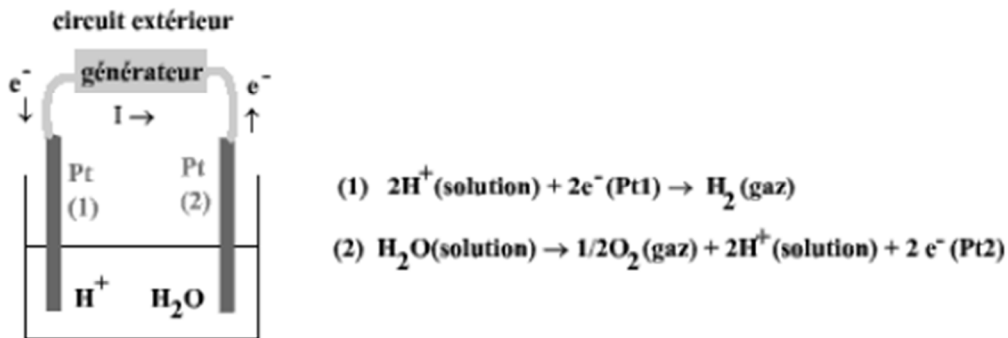 circuit extérieur
générateur
e⁻ ↓
e⁻ ↑
I →
Pt (1)
Pt (2)
H⁺
H₂O
(1) 2H⁺(solution) + 2e⁻(Pt1) → H₂(gaz)
(2) H₂O(solution) → 1/2O₂(gaz) + 2H⁺(solution) + 2 e⁻(Pt2)